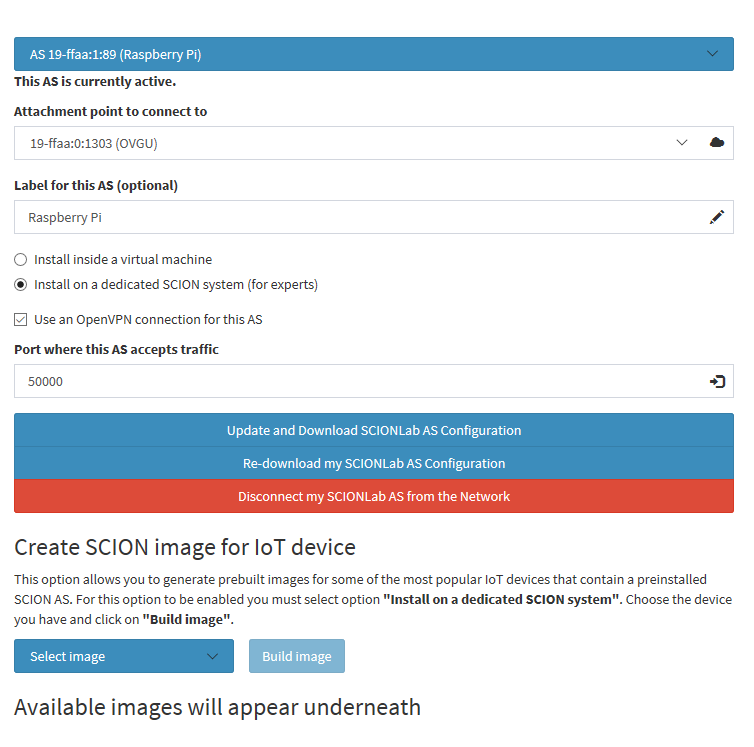 AS 19-ffaa:1:89 (Raspberry Pi)
This AS is currently active.
Attachment point to connect to
19-ffaa:0:1303 (OVGU)
Label for this AS (optional)
Raspberry Pi
Install inside a virtual machine
Install on a dedicated SCION system (for experts)
Use an OpenVPN connection for this AS
Port where this AS accepts traffic
50000
Update and Download SCIONLab AS Configuration
Re-download my SCIONLab AS Configuration
Disconnect my SCIONLab AS from the Network
Create SCION image for IoT device
This option allows you to generate prebuilt images for some of the most popular IoT devices that contain a preinstalled
SCION AS. For this option to be enabled you must select option "Install on a dedicated SCION system". Choose the device
you have and click on "Build image".
Select image
Build image
Available images will appear underneath